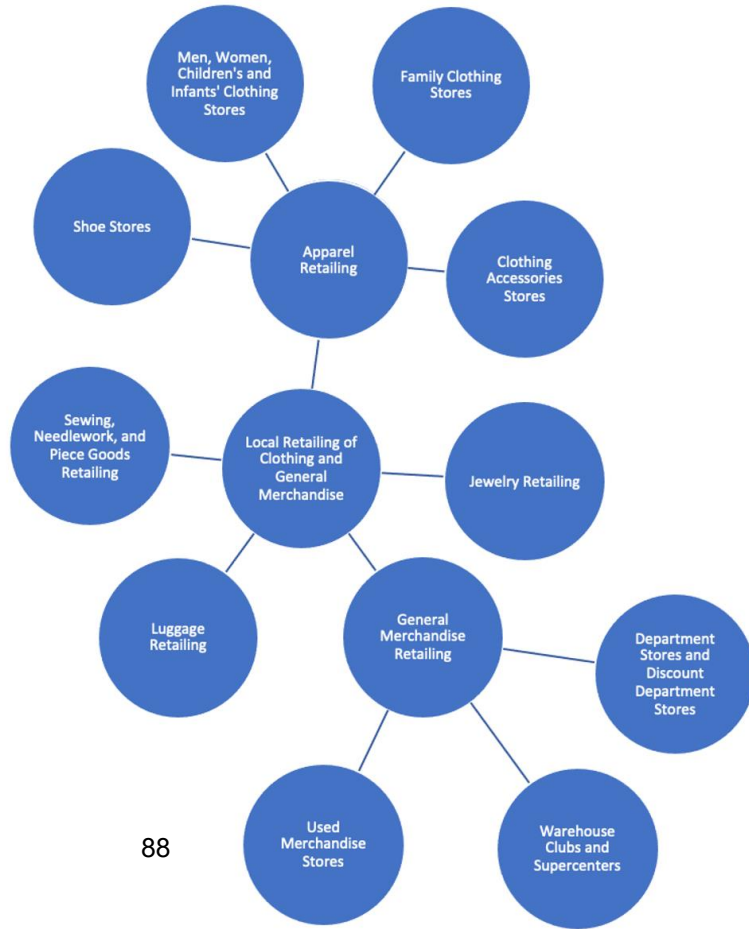 Men, Women,
Children's and
Infants' Clothing
Stores
Family Clothing
Stores
Shoe Stores
Apparel
Retailing
Clothing
Accessories
Stores
Sewing,
Needlework, and
Piece Goods
Retailing
Local Retailing of
Clothing and
General
Merchandise
Jewelry Retailing
Luggage
Retailing
General
Merchandise
Retailing
Department
Stores and
Discount
Department
Stores
Used
Merchandise
Stores
Warehouse
Clubs and
Supercenters
88